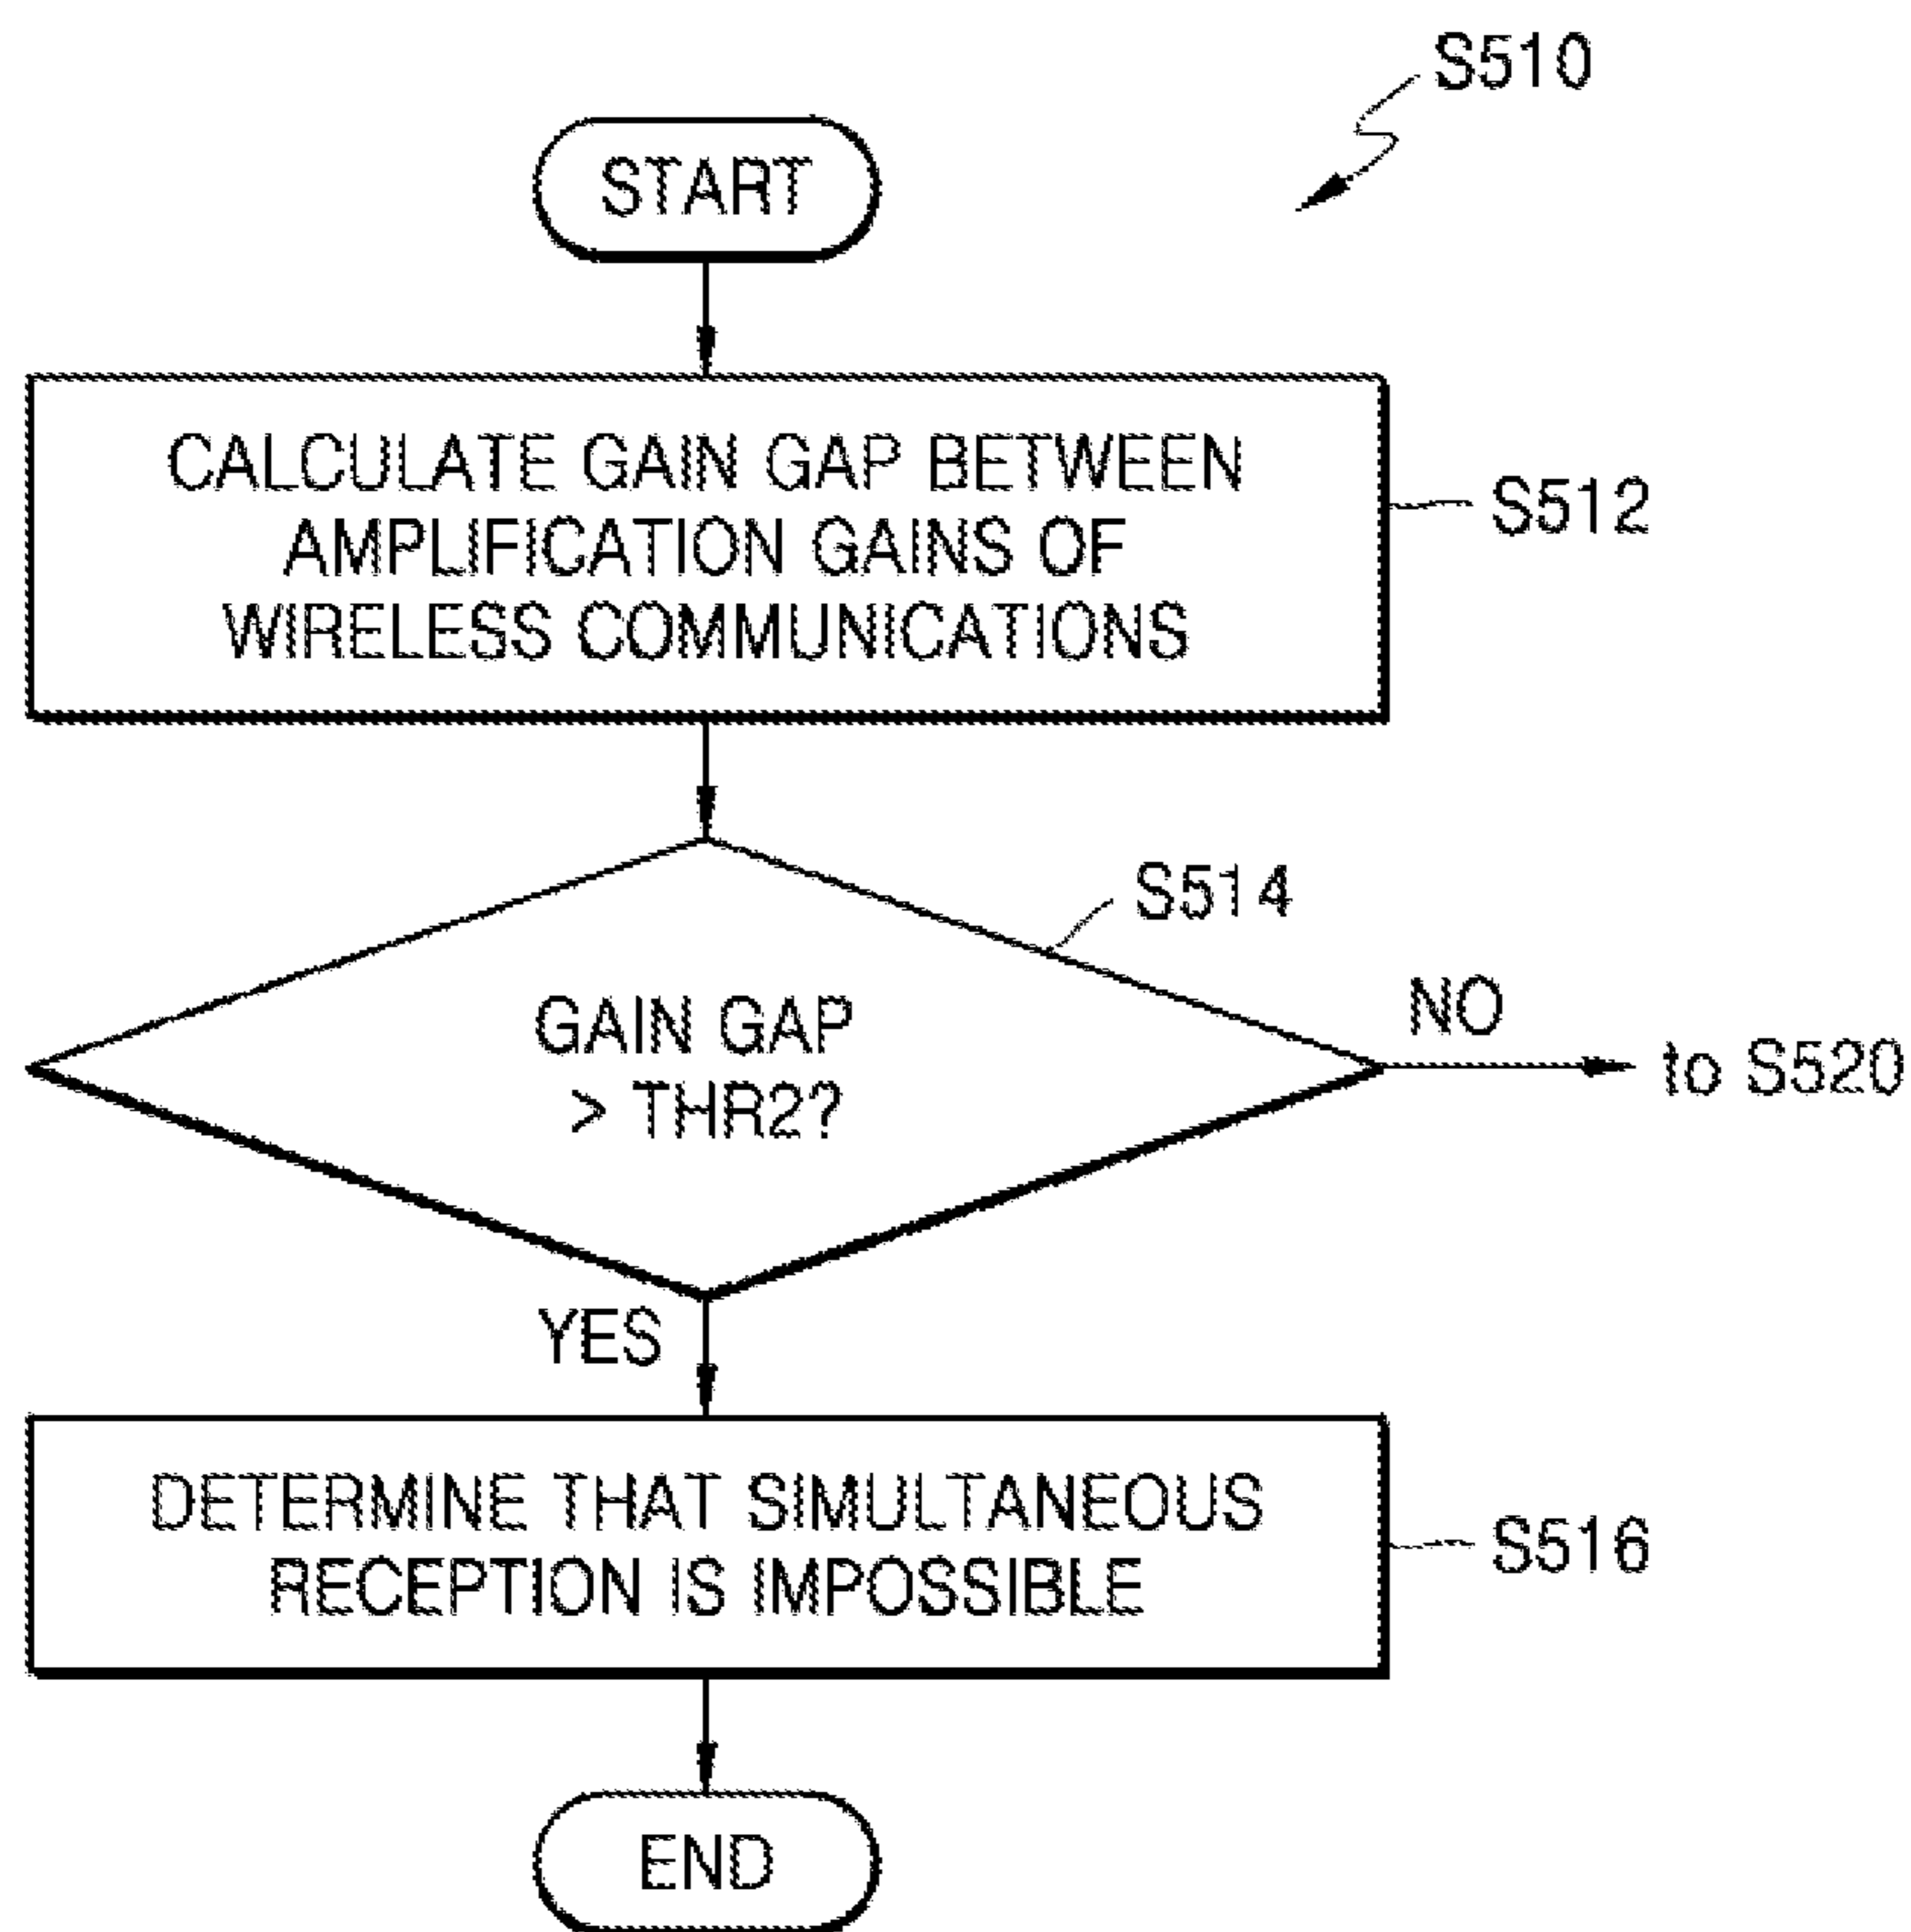 S510
START
CALCULATE GAIN GAP BETWEEN
AMPLIFICATION GAINS OF
WIRELESS COMMUNICATIONS
S512
S514
GAIN GAP
> THR2?
NO
to S520
YES
DETERMINE THAT SIMULTANEOUS
RECEPTION IS IMPOSSIBLE
S516
END